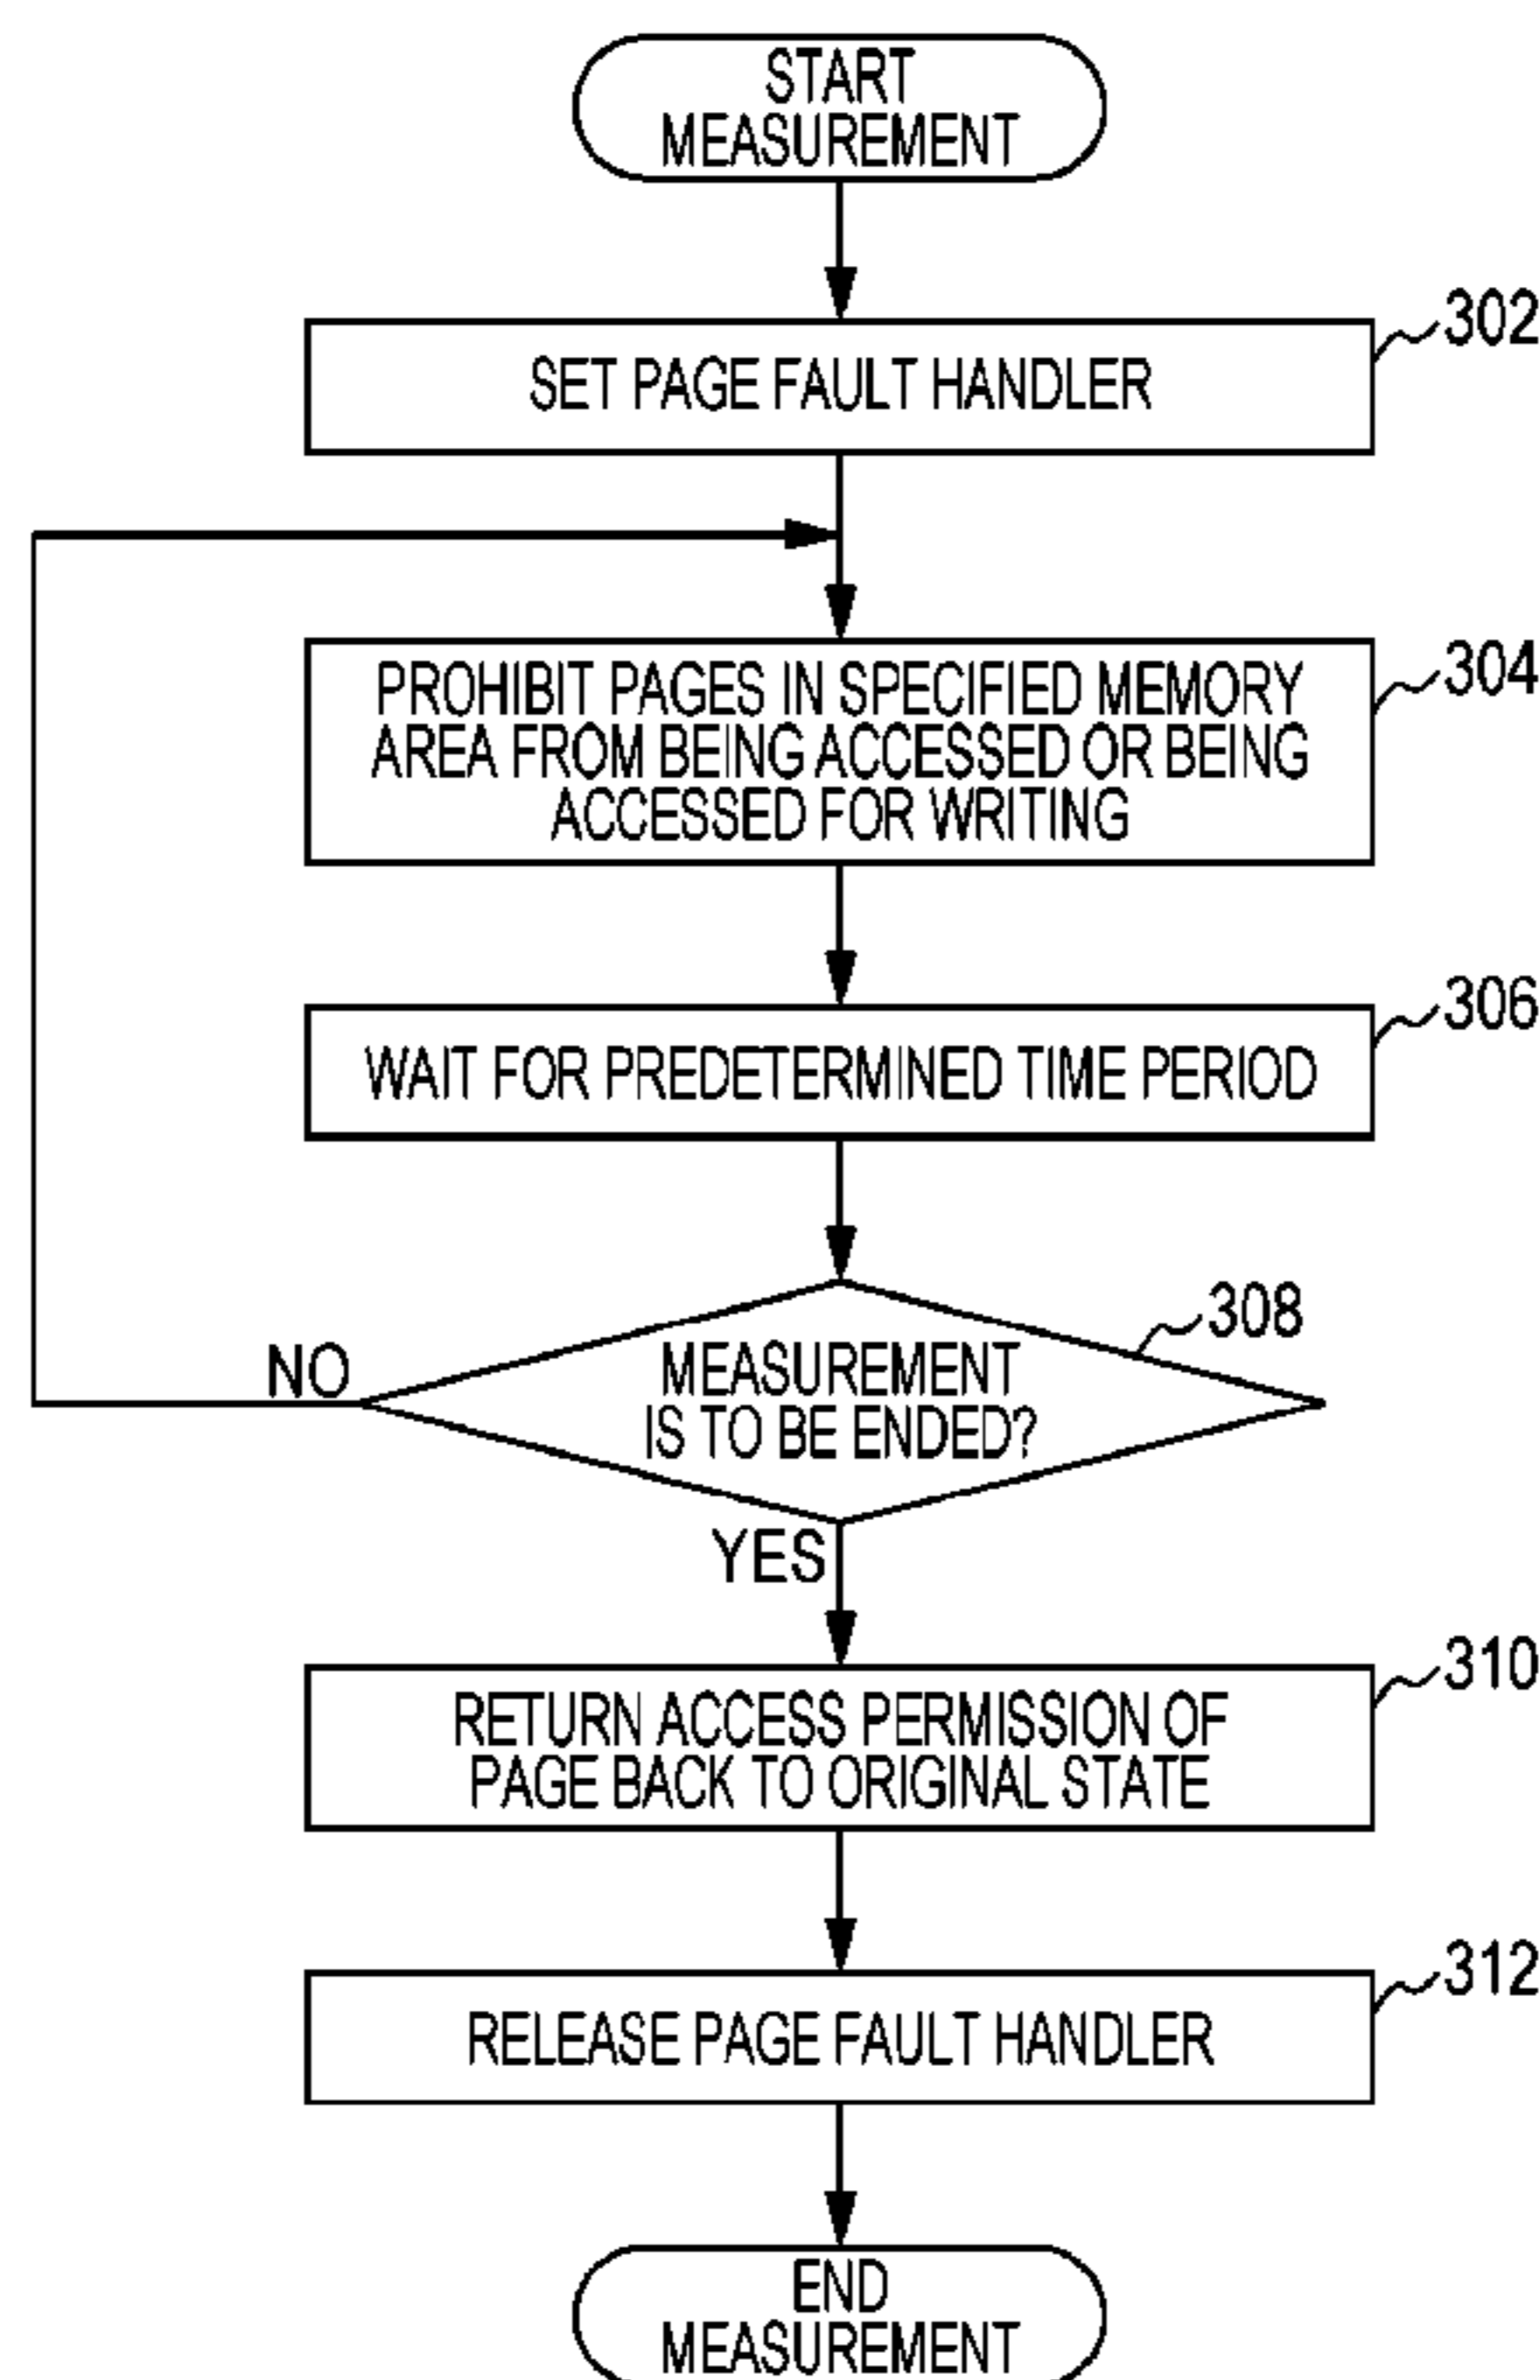 START
MEASUREMENT
302
SET PAGE FAULT HANDLER
304
PROHIBIT PAGES IN SPECIFIED MEMORY
AREA FROM BEING ACCESSED OR BEING
ACCESSED FOR WRITING
306
WAIT FOR PREDETERMINED TIME PERIOD
308
NO
MEASUREMENT
IS TO BE ENDED?
YES
310
RETURN ACCESS PERMISSION OF
PAGE BACK TO ORIGINAL STATE
312
RELEASE PAGE FAULT HANDLER
END
MEASUREMENT